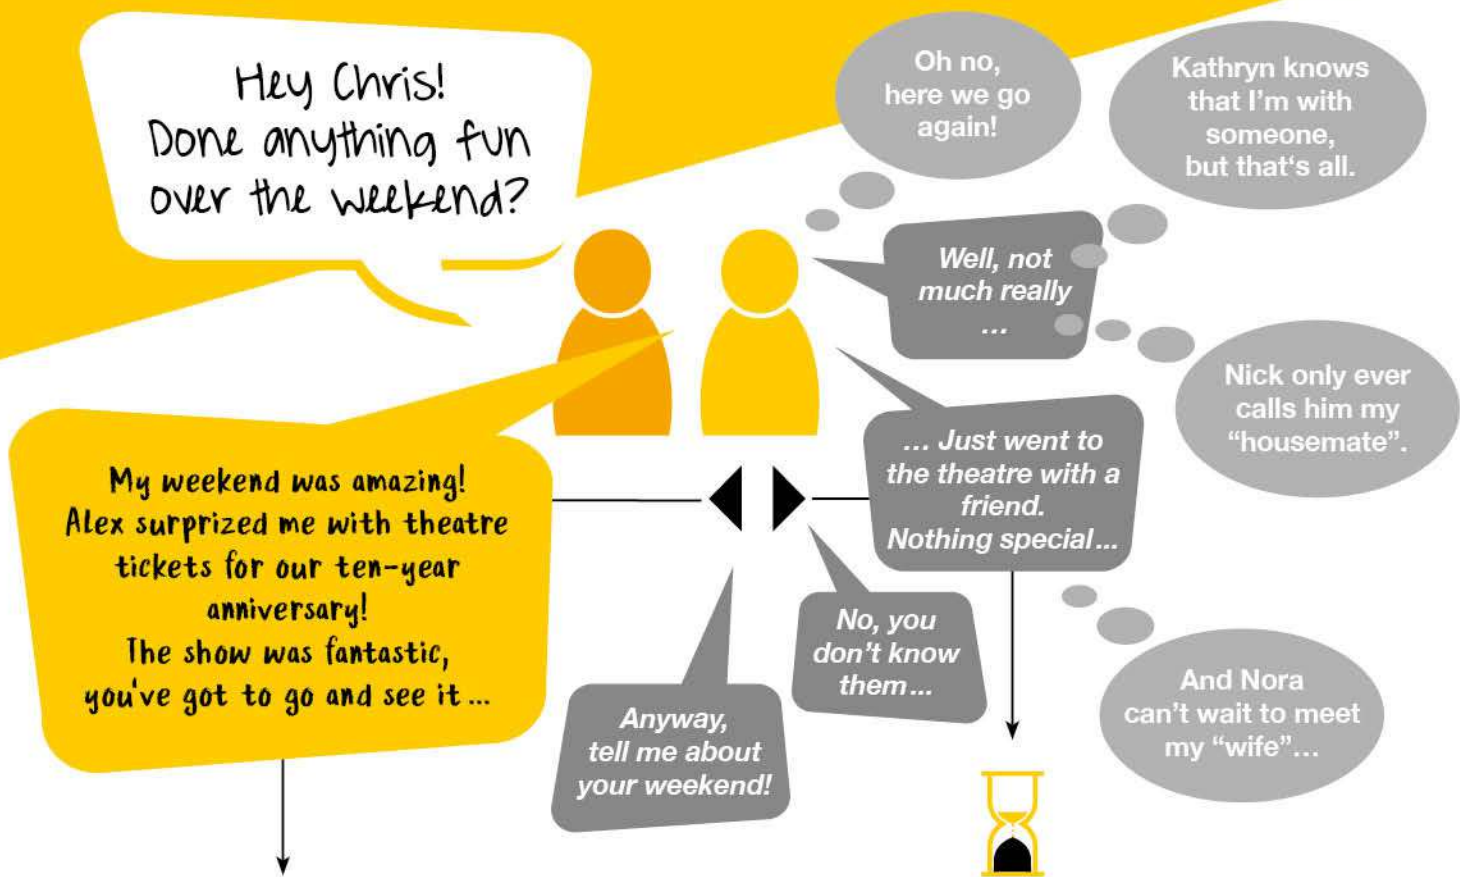 Hey Chris!
Done anything fun
over the weekend?
Oh no,
here we go
again!
Kathryn knows
that I'm with
someone,
but that‘s all.
Well, not
much really
...
Nick only ever
calls him my
“housemate”.
... Just went to
the theatre with a
friend.
Nothing special...
My weekend was amazing!
Alex surprized me with theatre
tickets for our ten-year
anniversary!
The show was fantastic,
you've got to go and see it ...
No, you
don't know
them...
Anyway,
tell me about
your weekend!
And Nora
can't wait to meet
my “wife”...